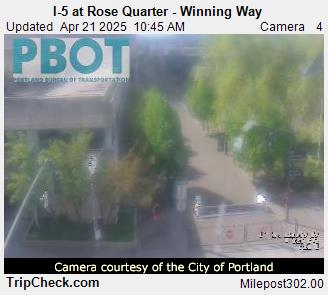 I-5 at Rose Quarter - Winning Way
Updated Apr 21 2025 10:45 AM Camera 4
PBOT
PORTLAND BUREAU OF TRANSPORTATION
Camera courtesy of the City of Portland
TripCheck.com Milepost302.00